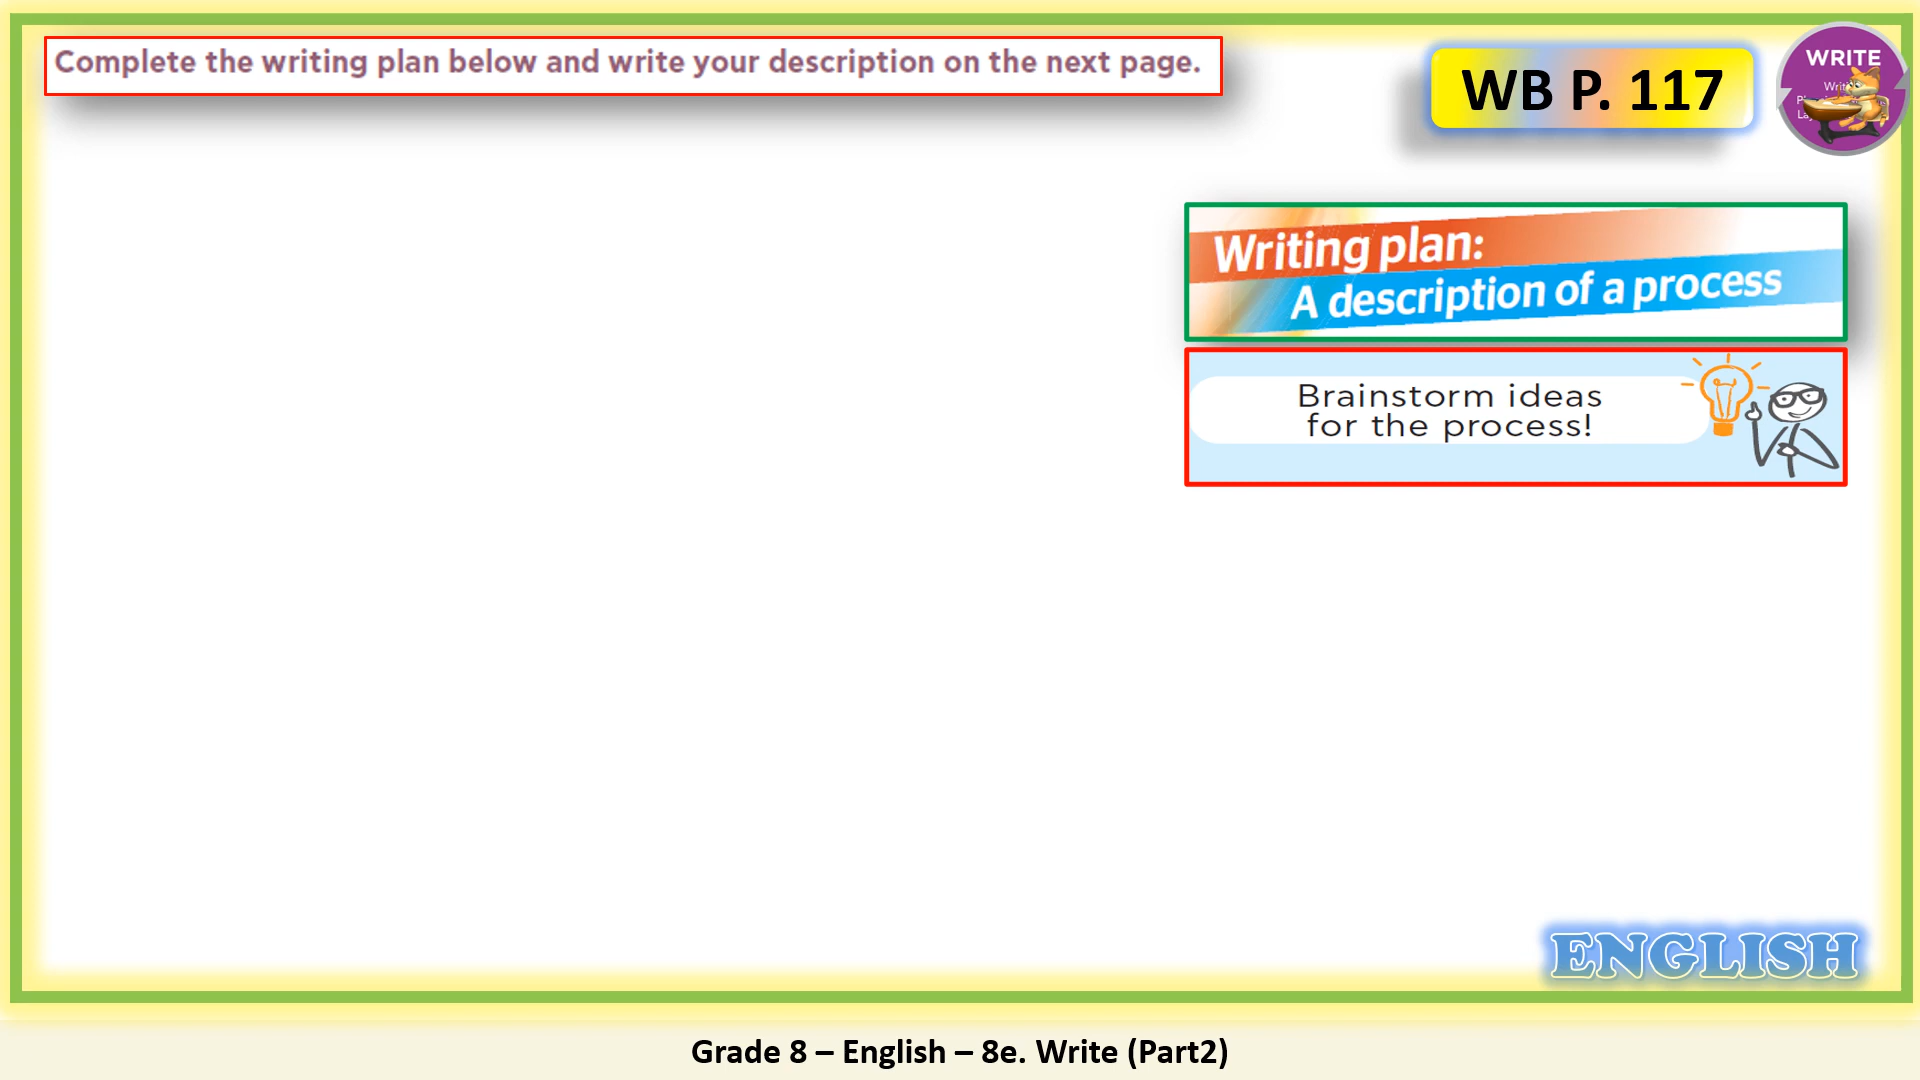 Complete the writing plan below and write your description on the next page.
WB P. 117
WRITE
Writing plan:
A description of a process
Brainstorm ideas
for the process!
ENGLISH
Grade 8 – English – 8e. Write (Part2)